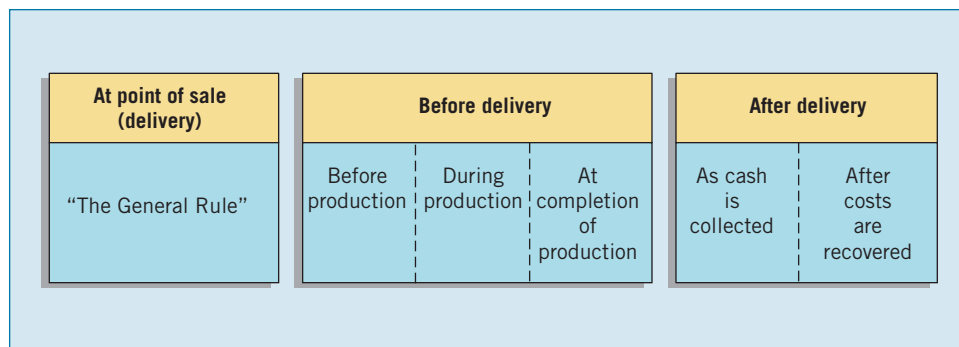 At point of sale
(delivery)
“The General Rule”
Before delivery
Before
production
During
production
At
completion
of
production
After delivery
As cash
is
collected
After
costs
are
recovered